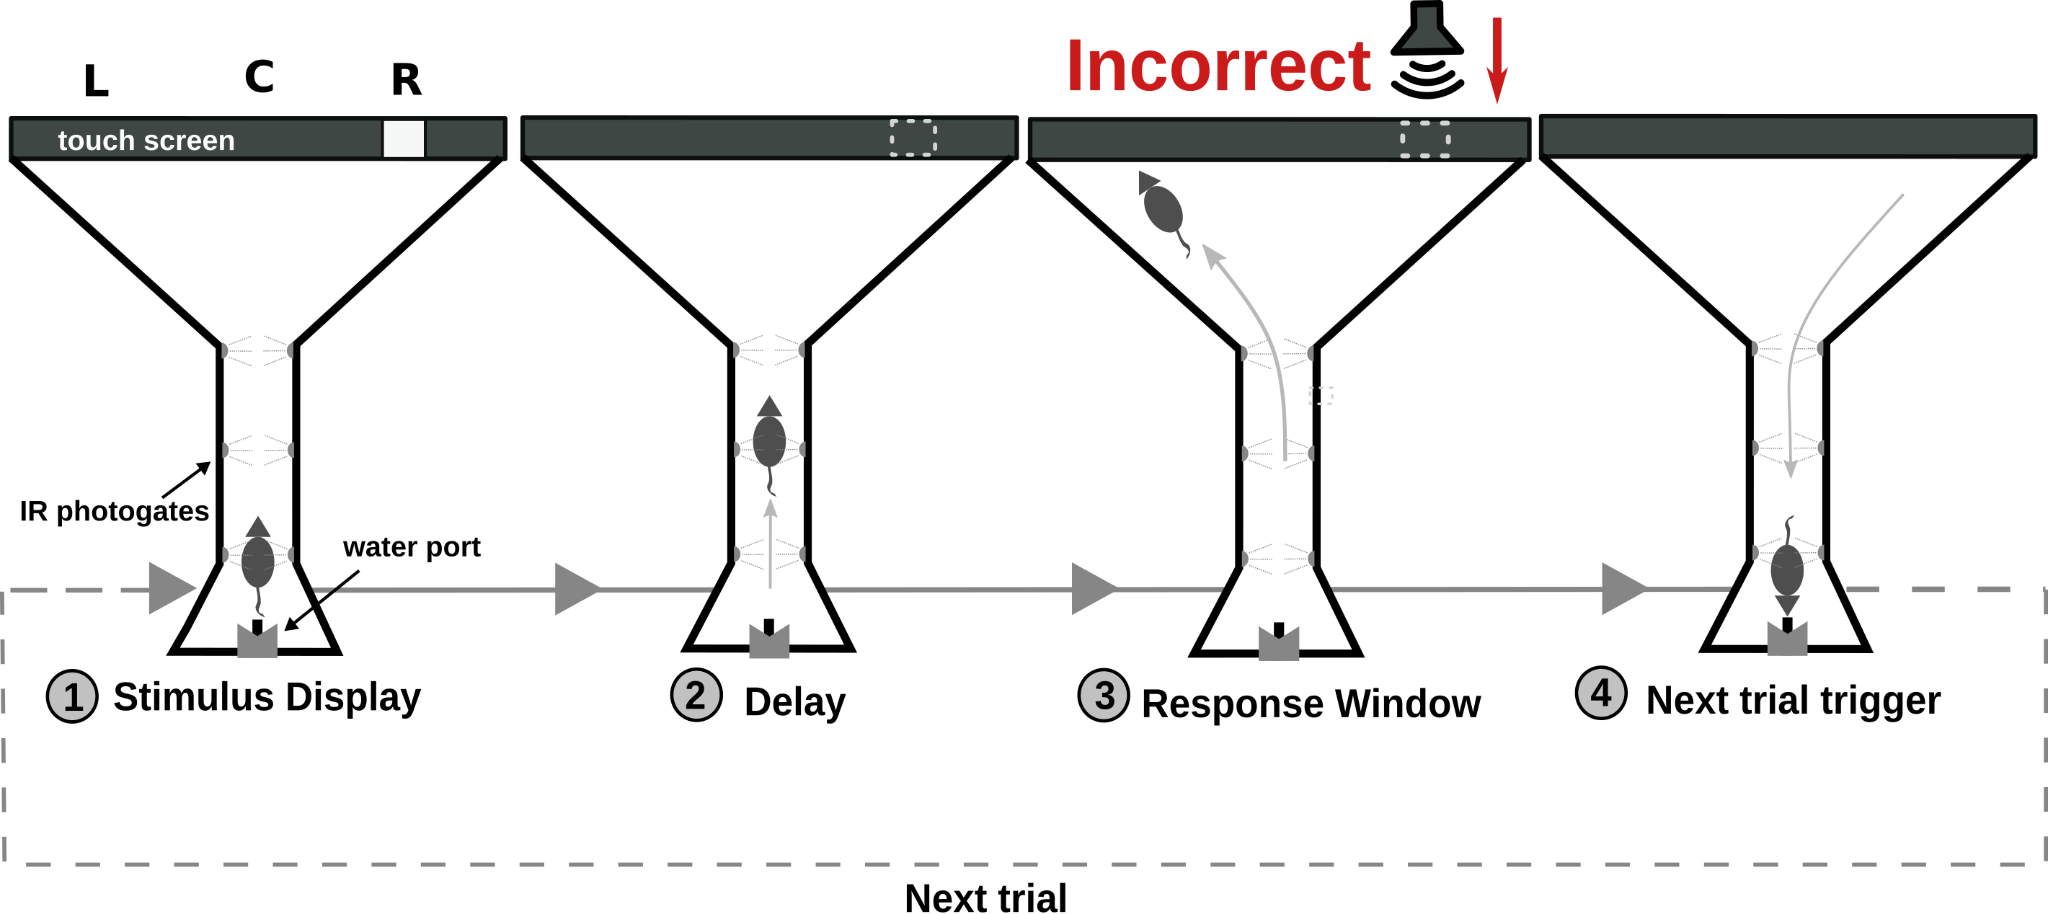 Incorrect
L C R
touch screen
IR photogates
water port
1 Stimulus Display
2 Delay
3 Response Window
4 Next trial trigger
Next trial